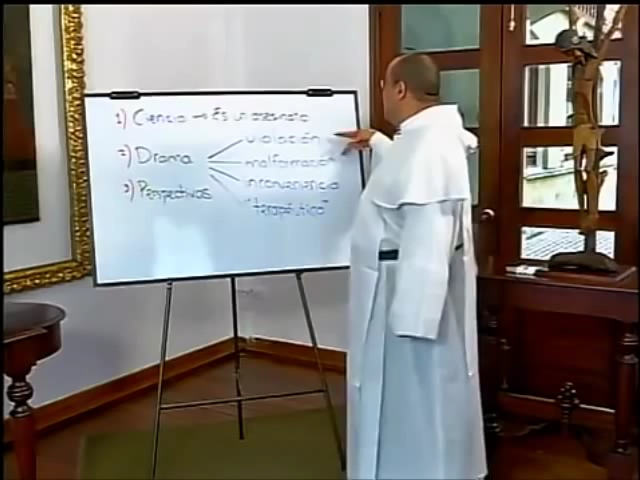 1) Ciencia → Es un asesinato
violación
2) Drama malformación
inconveniencia
3) Perspectivas
"terapéutico"